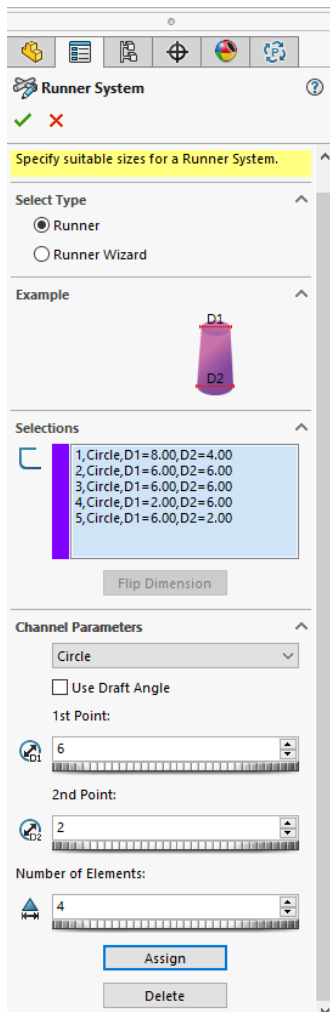 Runner System
Specify suitable sizes for a Runner System.
Select Type
Runner
Runner Wizard
Example
D1
D2
Selections
1,Circle,D1=8.00,D2=4.00
2,Circle,D1=6.00,D2=6.00
3,Circle,D1=6.00,D2=6.00
4,Circle,D1=2.00,D2=6.00
5,Circle,D1=6.00,D2=2.00
Flip Dimension
Channel Parameters
Circle
Use Draft Angle
1st Point:
D1
6
2nd Point:
D2
2
Number of Elements:
4
Assign
Delete